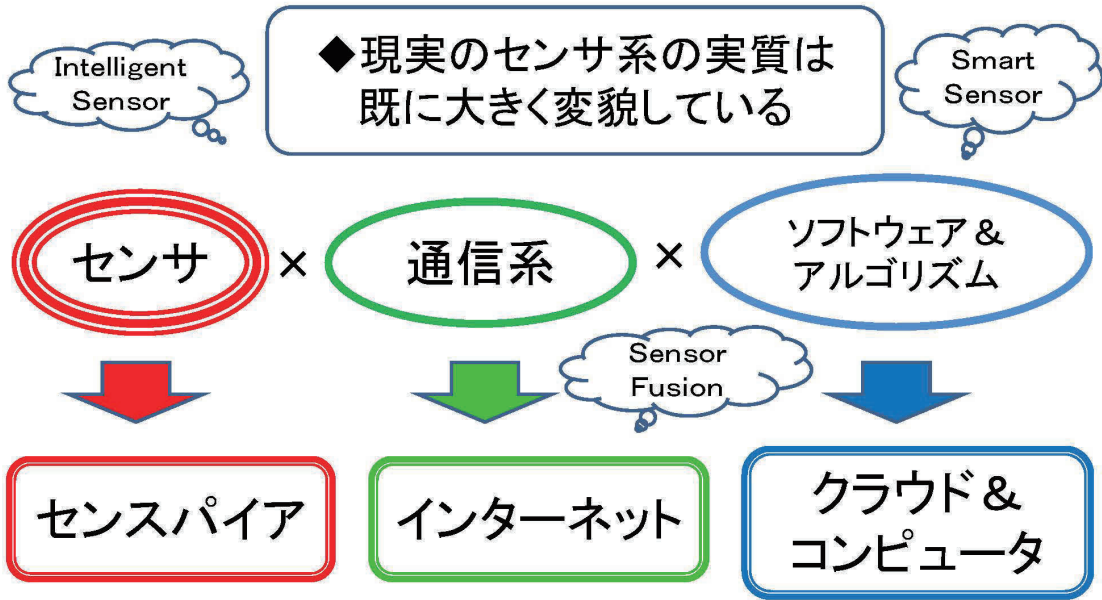 Intelligent
Sensor
◆現実のセンサ系の実質は
既に大きく変貌している
Smart
Sensor
センサ
×
通信系
×
ソフトウェア＆
アルゴリズム
Sensor
Fusion
センスパイア
インターネット
クラウド＆
コンピュータ